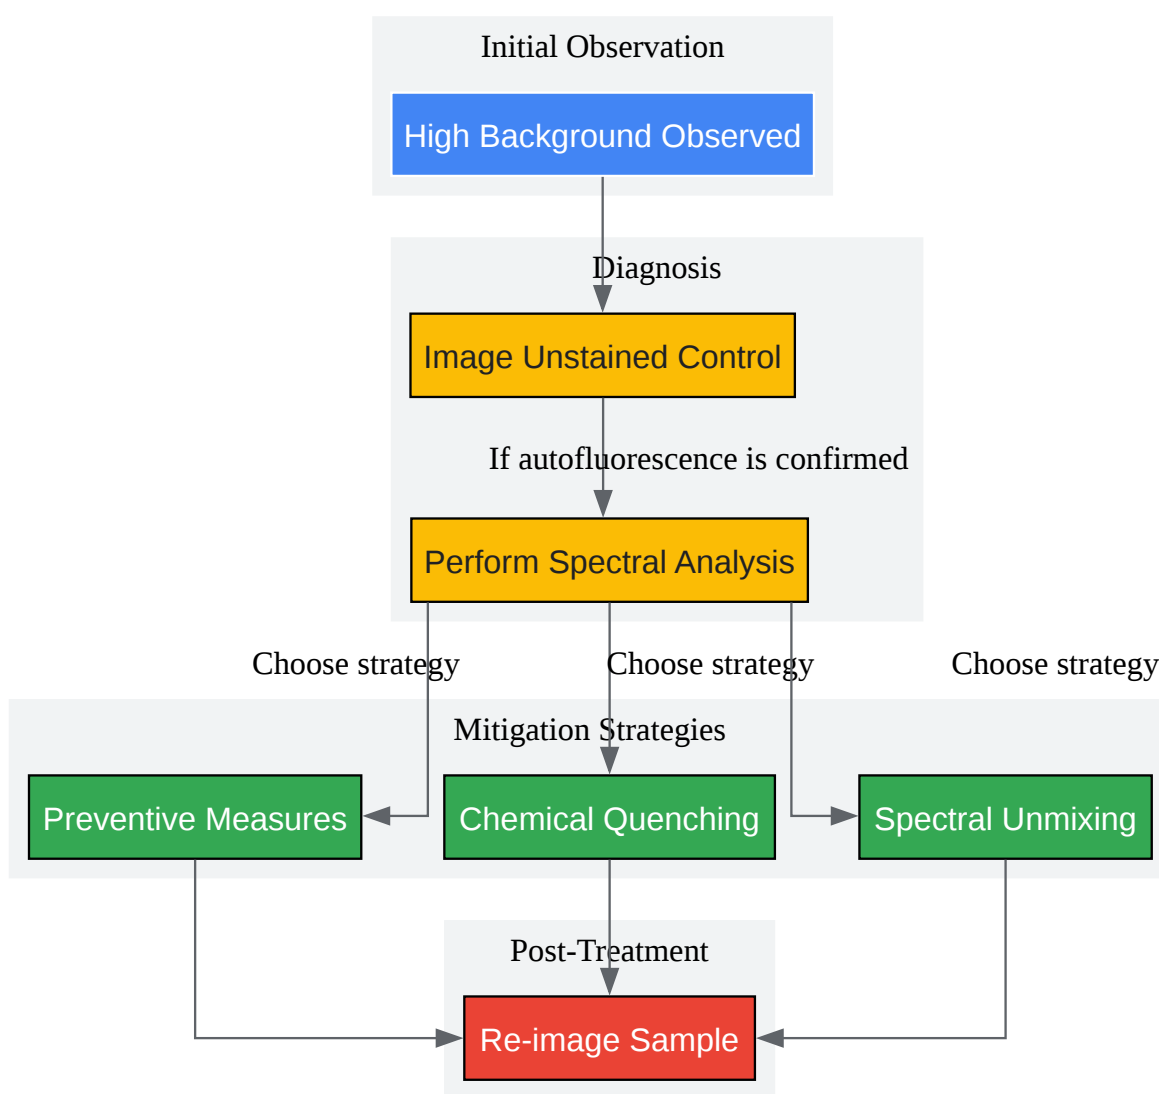 Initial Observation
High Background Observed
Diagnosis
Image Unstained Control
If autofluorescence is confirmed
Perform Spectral Analysis
Choose strategy
Choose strategy
Choose strategy
Mitigation Strategies
Preventive Measures
Chemical Quenching
Spectral Unmixing
Post-Treatment
Re-image Sample